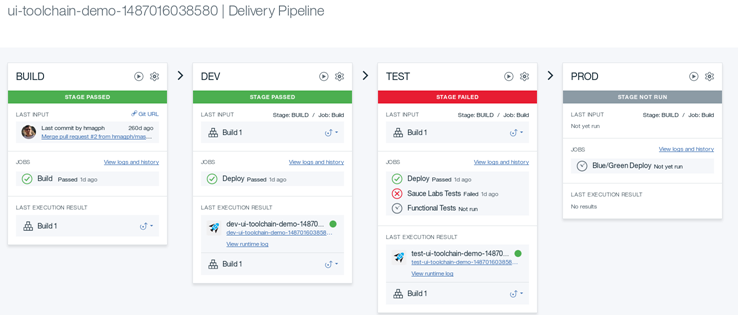 ui-toolchain-demo-1487016038580 | Delivery Pipeline
BUILD
STAGE PASSED
LAST INPUT
Git URL
Last commit by hmagph
260d ago
Merge pull request #2 from hmagph/mas...
JOBS
View logs and history
Build Passed 1d ago
LAST EXECUTION RESULT
Build 1
DEV
STAGE PASSED
LAST INPUT
Stage: BUILD / Job: Build
Build 1
JOBS
View logs and history
Deploy Passed 1d ago
LAST EXECUTION RESULT
dev-ui-toolchain-demo-14870...
dev-ui-toolchain-demo-148701603858...
View runtime log
Build 1
TEST
STAGE FAILED
LAST INPUT
Stage: BUILD / Job: Build
Build 1
JOBS
View logs and history
Deploy Passed 1d ago
Sauce Labs Tests Failed 1d ago
Functional Tests Not run
LAST EXECUTION RESULT
test-ui-toolchain-demo-14870...
test-ui-toolchain-demo-148701603858...
View runtime log
Build 1
PROD
STAGE NOT RUN
LAST INPUT
Stage: BUILD / Job: Build
Not yet run
JOBS
View logs and history
Blue/Green Deploy Not yet run
LAST EXECUTION RESULT
No results